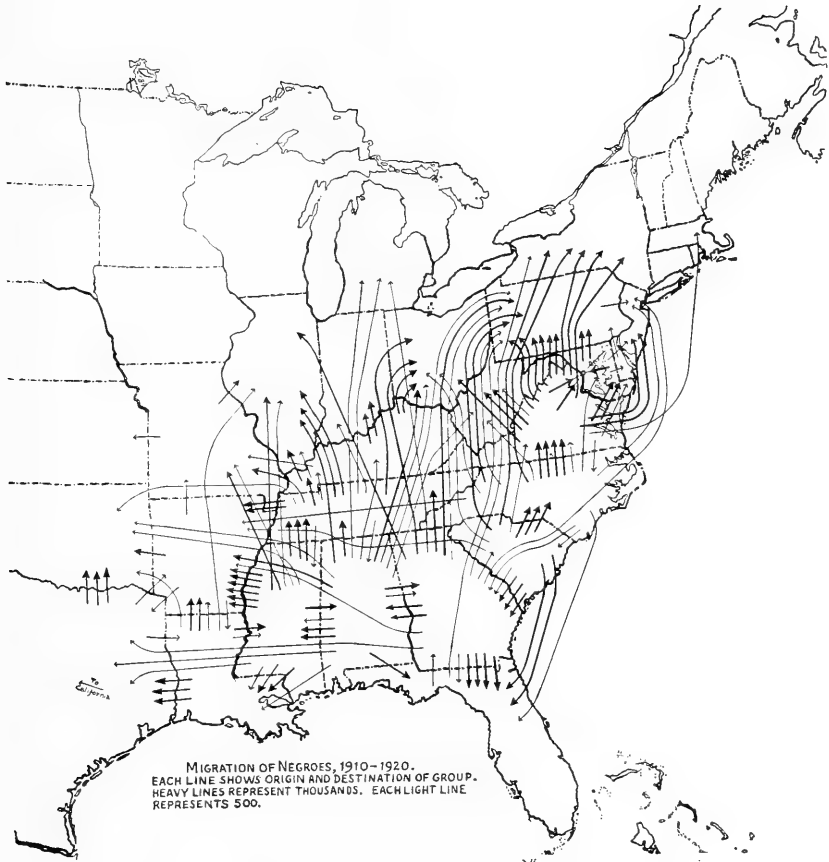 To
California
MIGRATION OF NEGROES, 1910-1920.
EACH LINE SHOWS ORIGIN AND DESTINATION OF GROUP.
HEAVY LINES REPRESENT THOUSANDS. EACH LIGHT LINE
REPRESENTS 500.